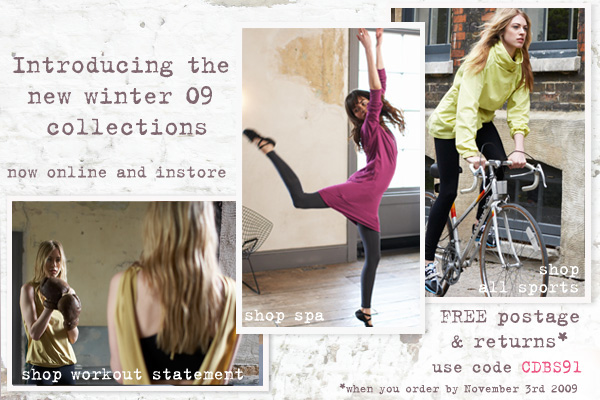 Introducing the
new winter 09
collections
now online and instore
shop spa
shop
all sports
shop workout statement
FREE postage
& returns*
use code CDBS91
*when you order by November 3rd 2009